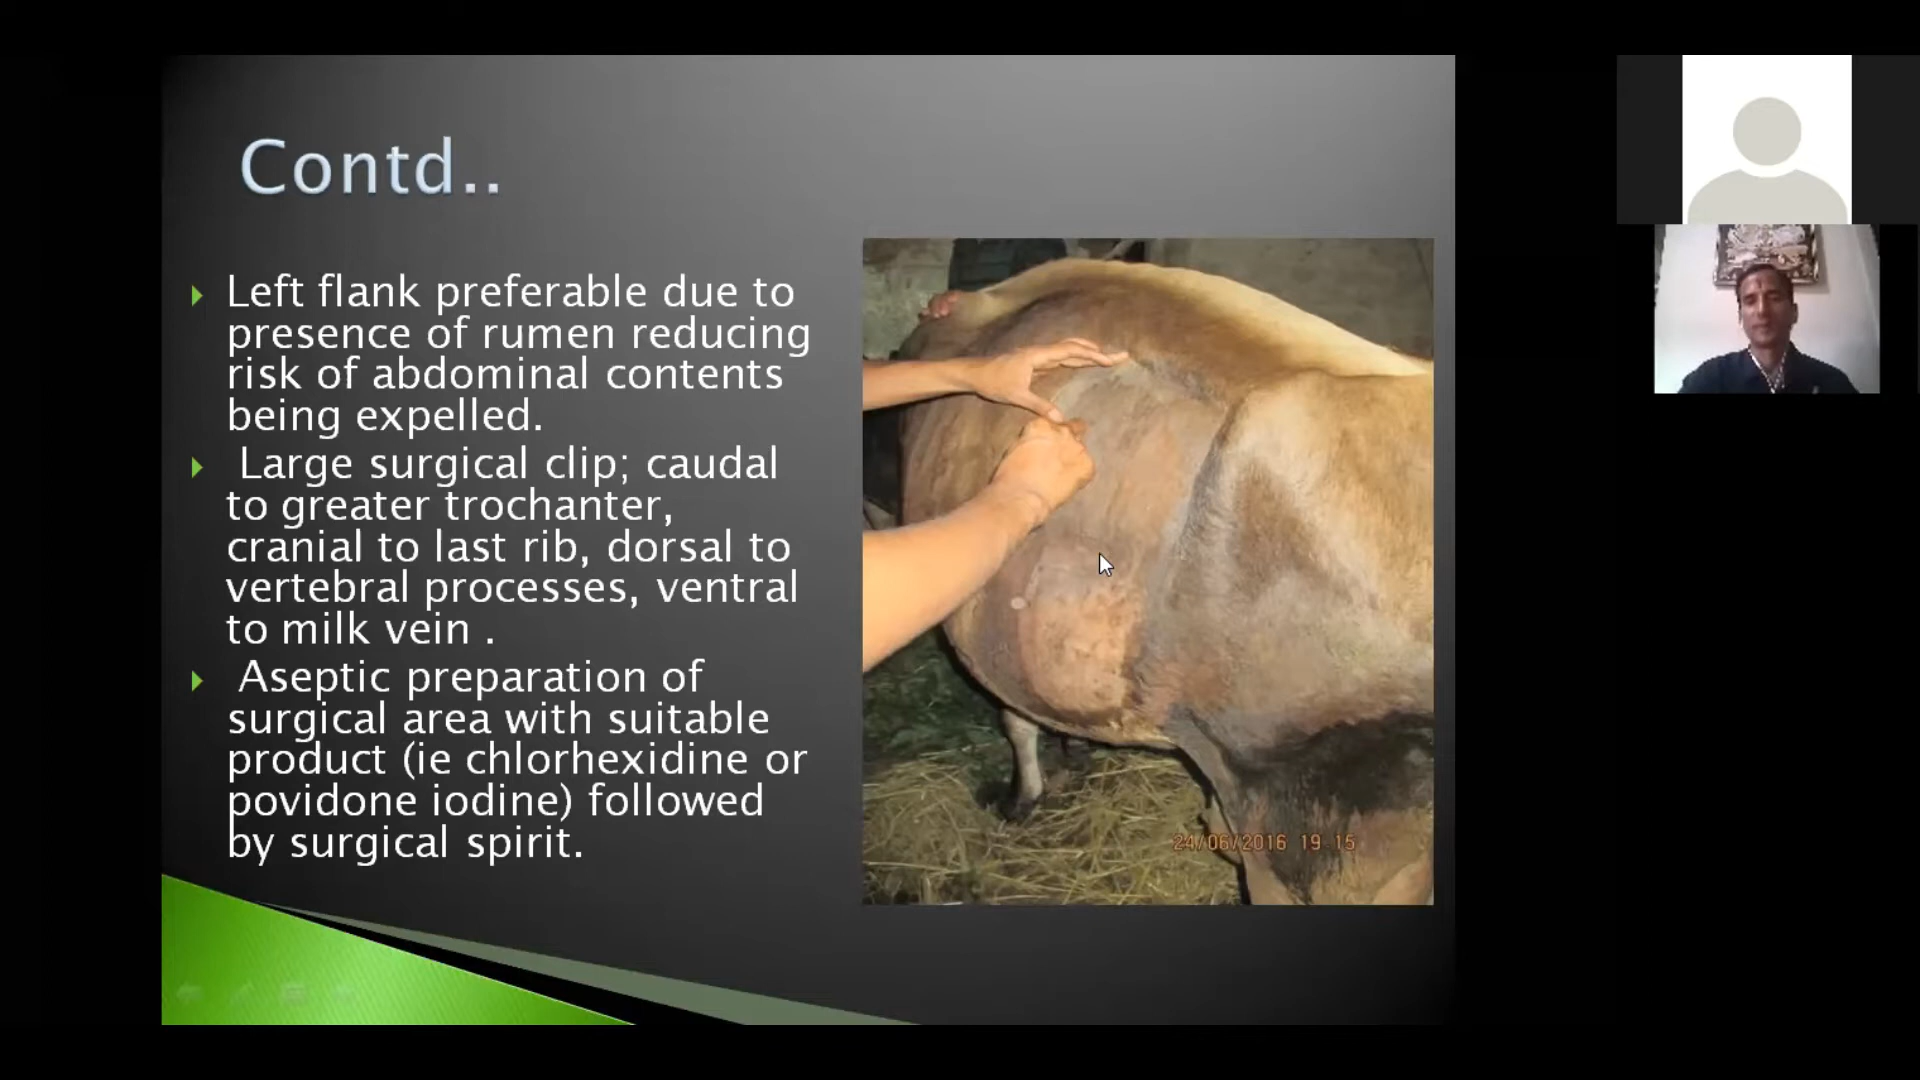 Contd..
Left flank preferable due to
presence of rumen reducing
risk of abdominal contents
being expelled.
Large surgical clip; caudal
to greater trochanter,
cranial to last rib, dorsal to
vertebral processes, ventral
to milk vein .
Aseptic preparation of
surgical area with suitable
product (ie chlorhexidine or
povidone iodine) followed
by surgical spirit.
24/06/2016 19 15